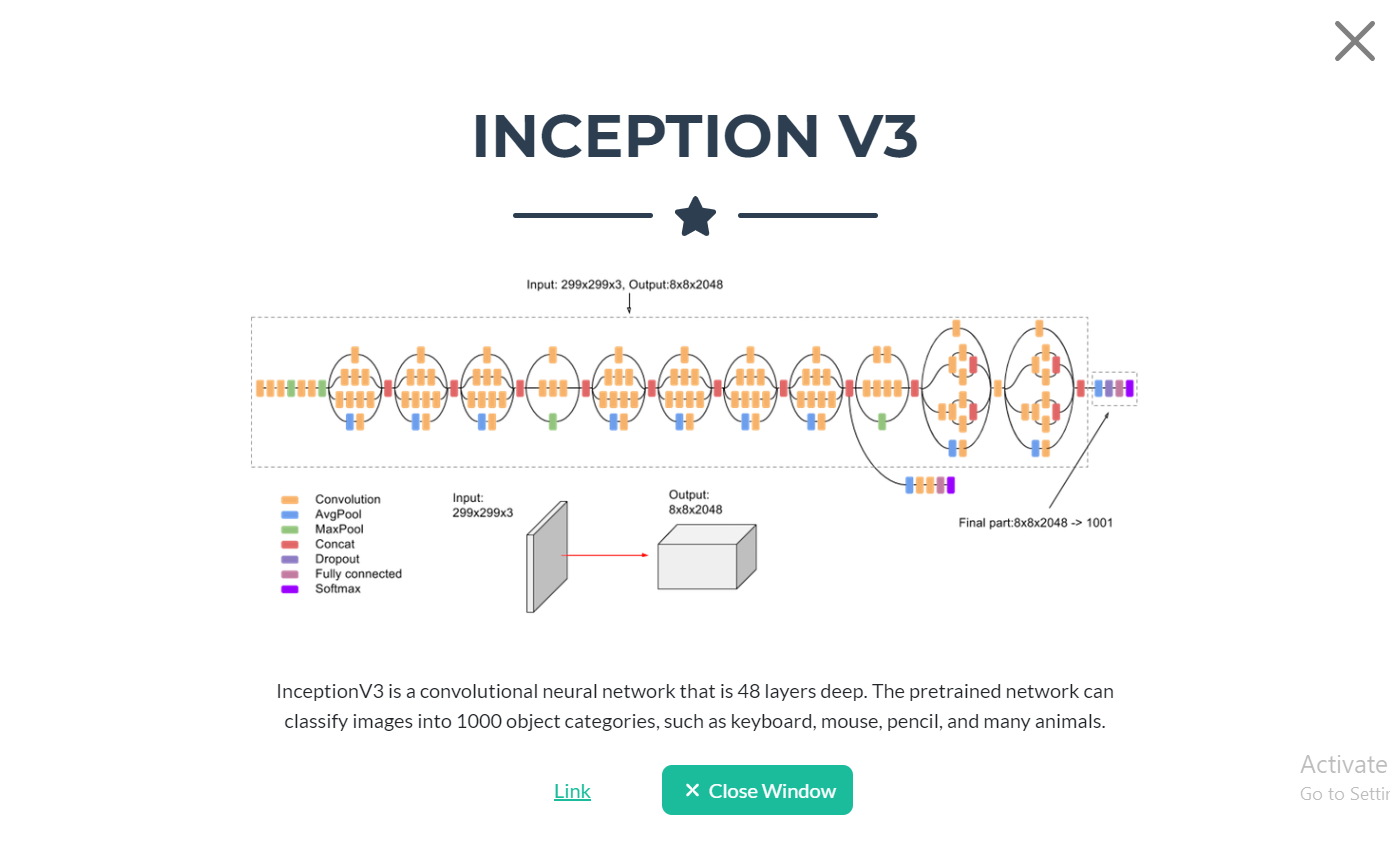 INCEPTION V3
Input: 299x299x3, Output:8x8x2048
Convolution
AvgPool
MaxPool
Concat
Dropout
Fully connected
Softmax
Input:
299x299x3
Output:
8x8x2048
Final part:8x8x2048 -> 1001
InceptionV3 is a convolutional neural network that is 48 layers deep. The pretrained network can
classify images into 1000 object categories, such as keyboard, mouse, pencil, and many animals.
Link
Close Window
Activate
Go to Settin